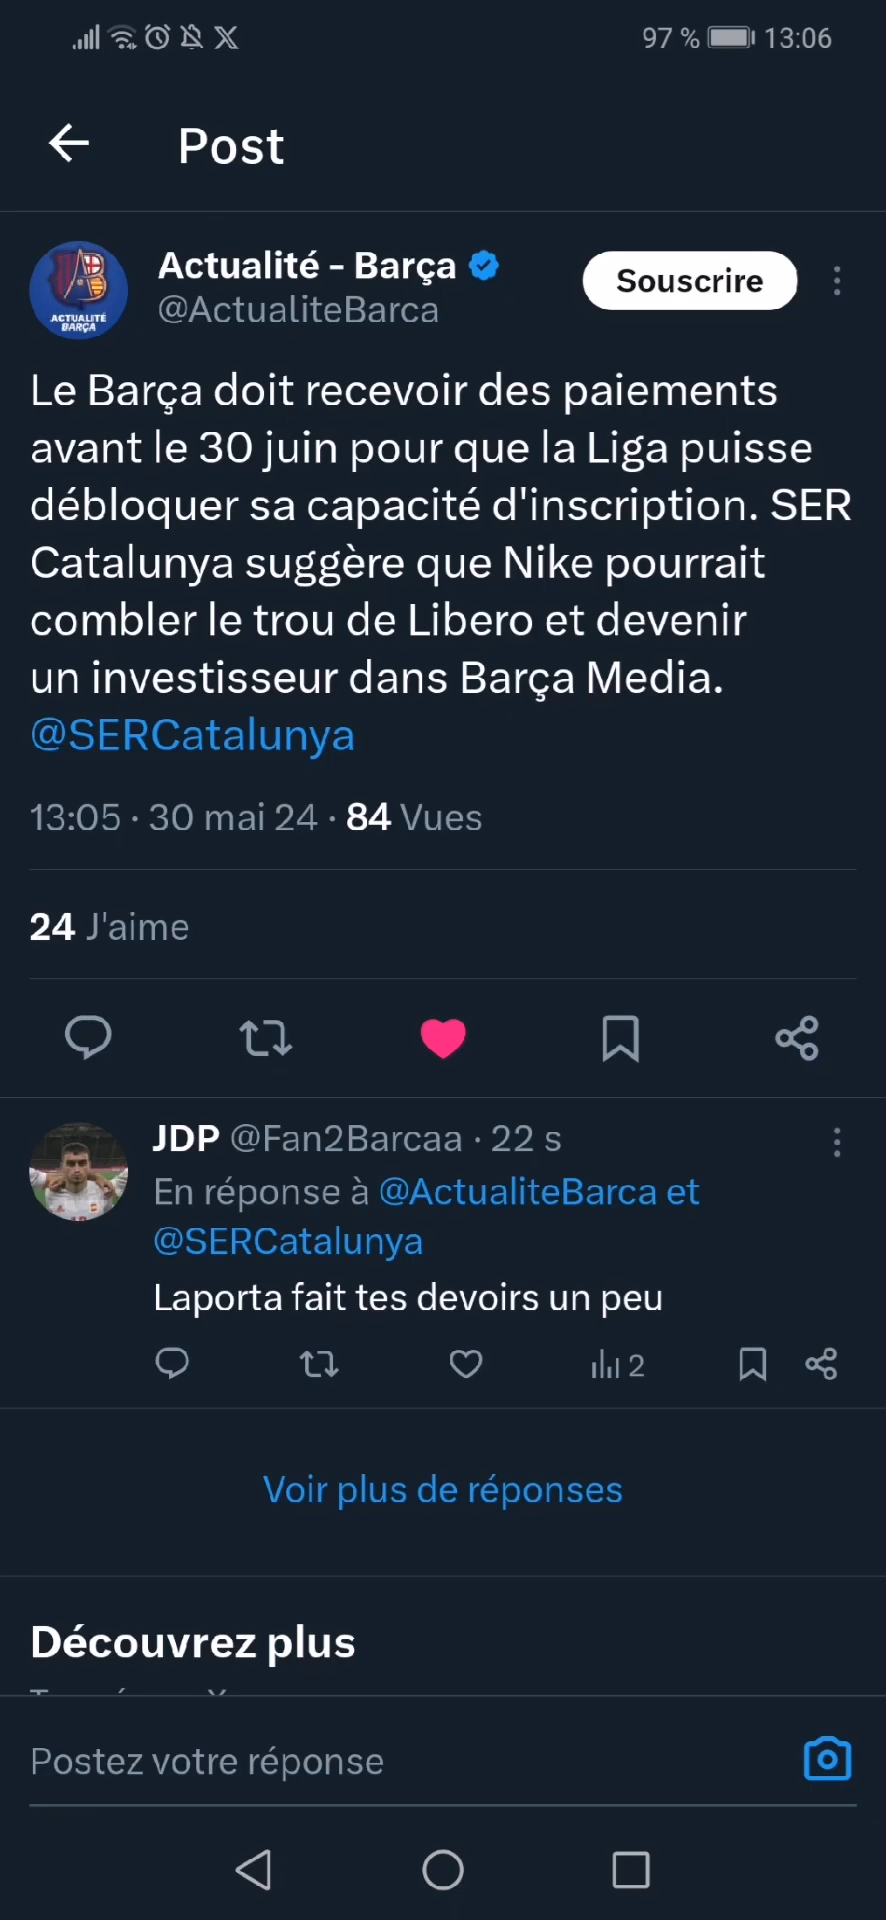 97 % 13:06
Post
Actualité - Barça
@ActualiteBarca
Souscrire
ACTUALITÉ
BARÇA
Le Barça doit recevoir des paiements
avant le 30 juin pour que la Liga puisse
débloquer sa capacité d'inscription. SER
Catalunya suggère que Nike pourrait
combler le trou de Libero et devenir
un investisseur dans Barça Media.
@SERCatalunya
13:05 · 30 mai 24 · 84 Vues
24 J'aime
JDP @Fan2Barcaa · 22 s
En réponse à @ActualiteBarca et
@SERCatalunya
Laporta fait tes devoirs un peu
2
Voir plus de réponses
Découvrez plus
Postez votre réponse